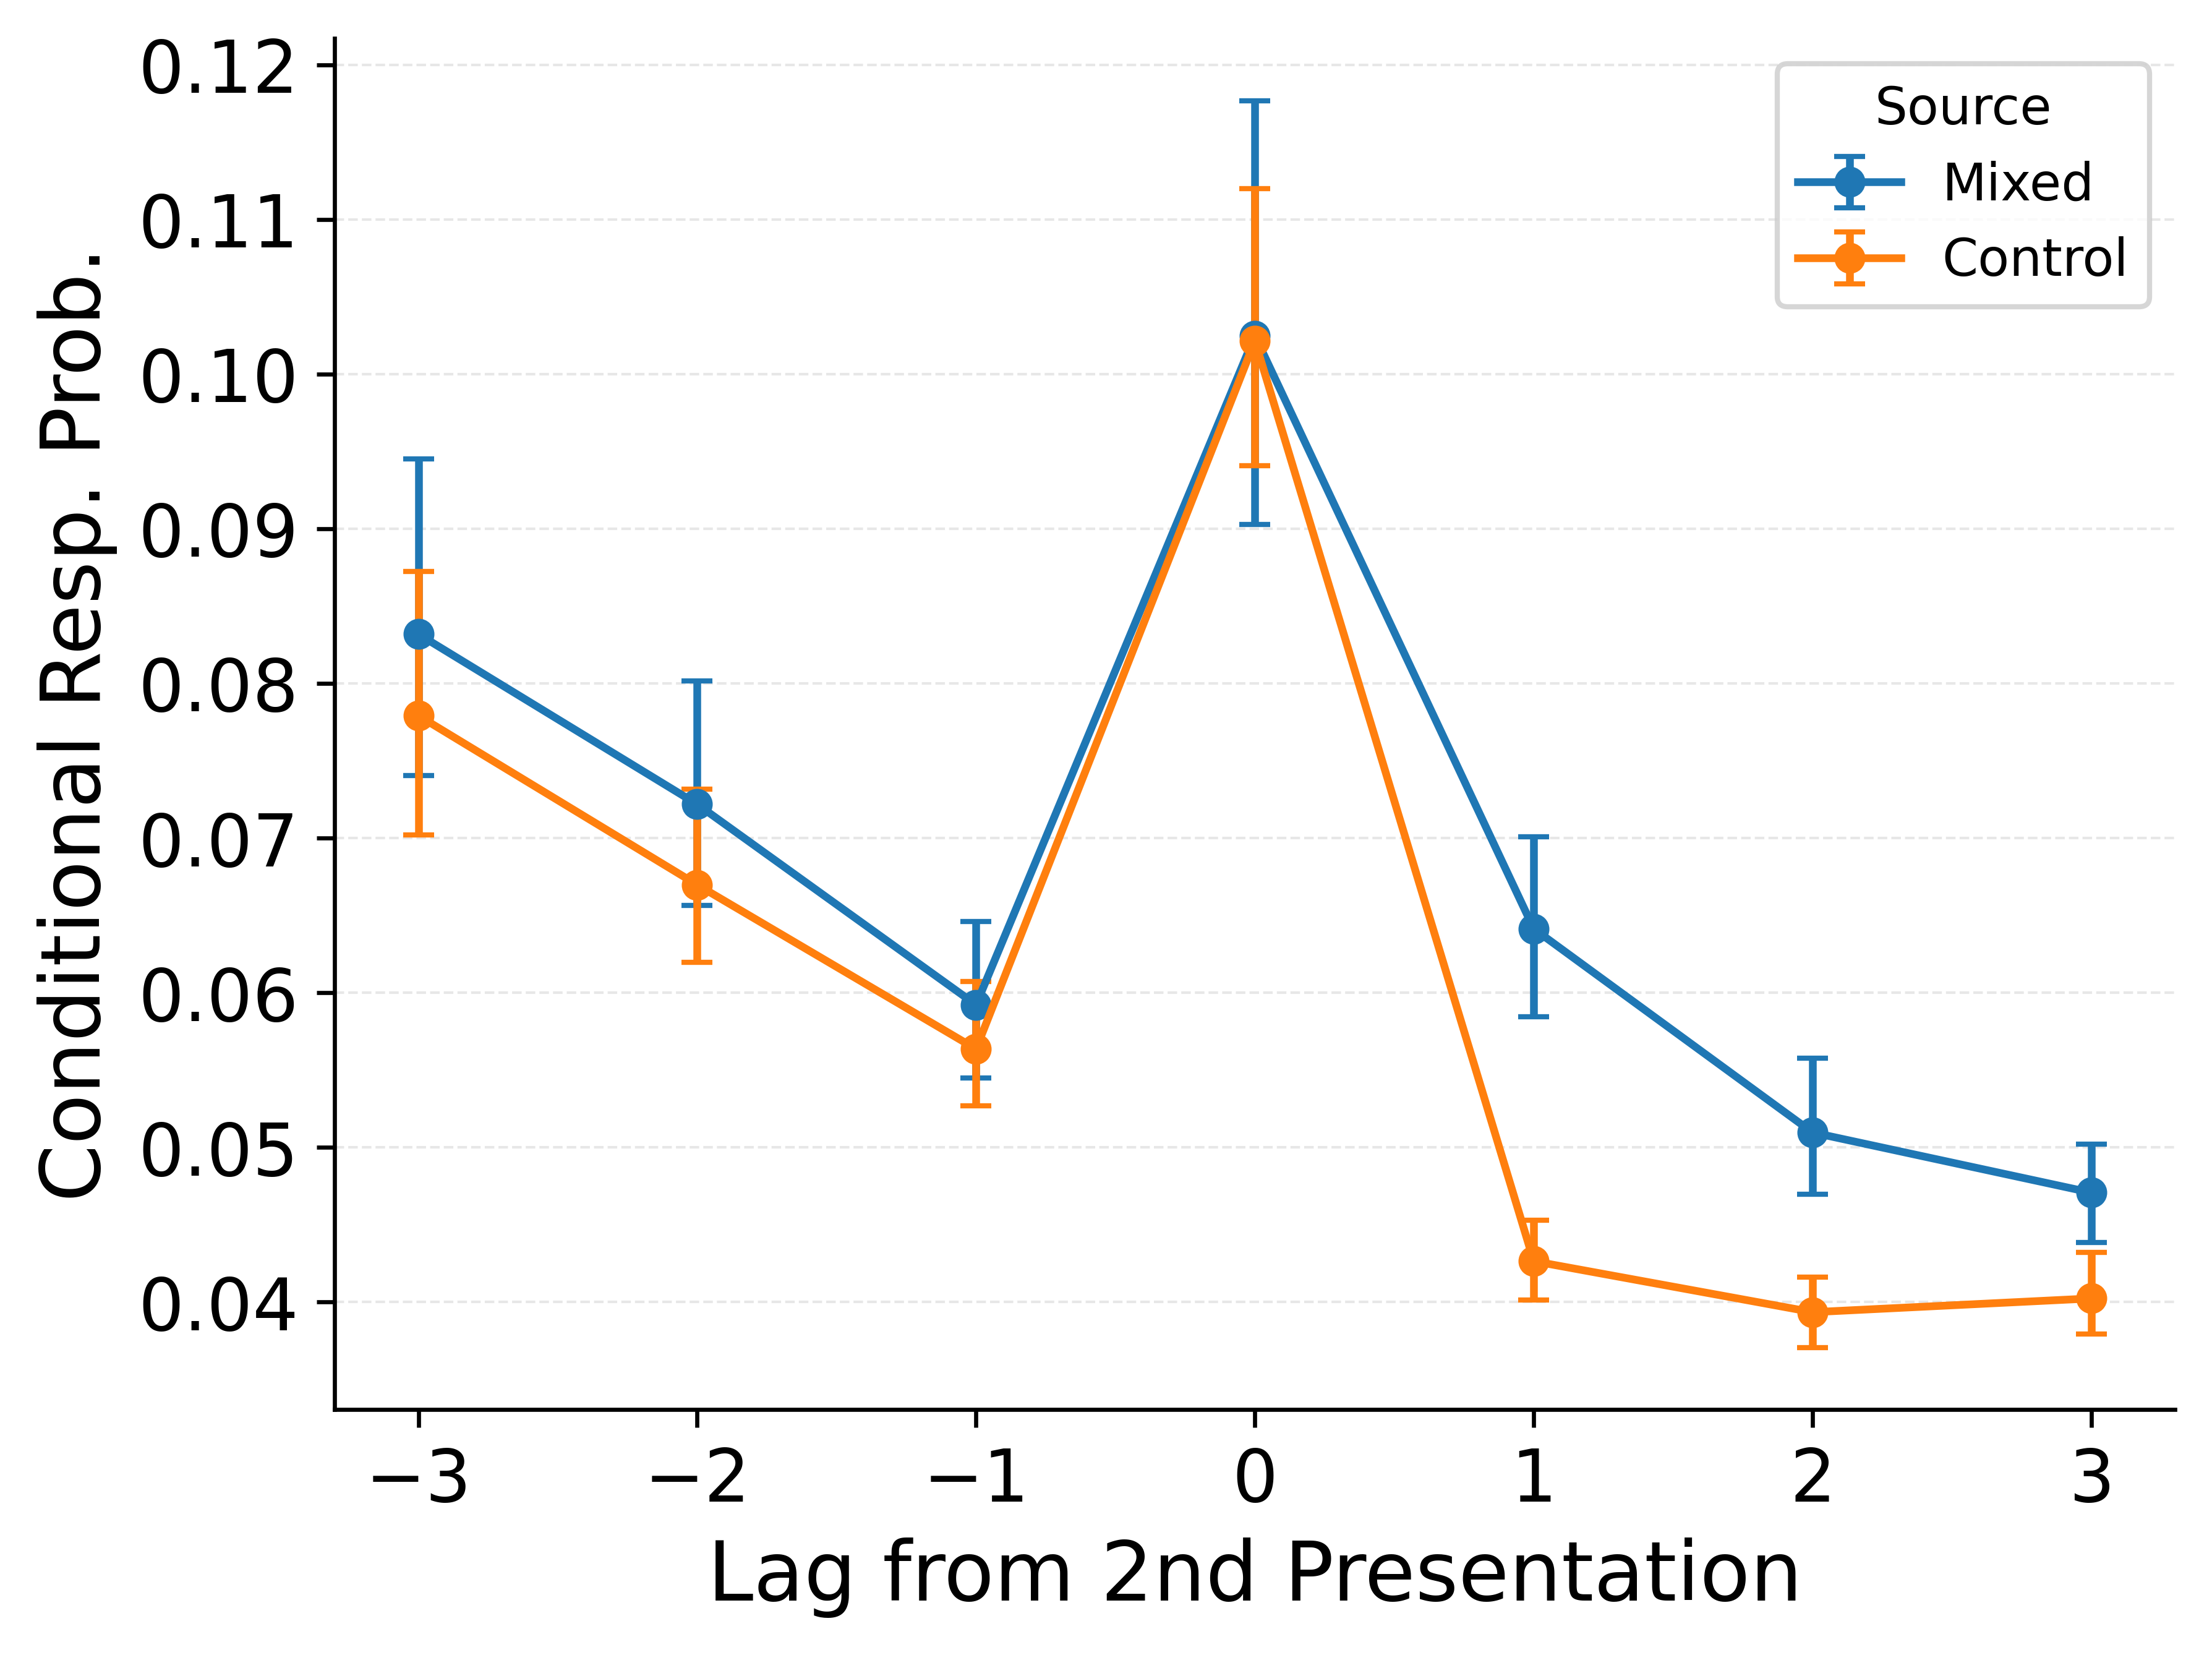 0.12
0.11
0.10
0.09
0.08
0.07
0.06
0.05
0.04
Conditional Resp. Prob.
Source
Mixed
Control
−3 −2 −1 0 1 2 3
Lag from 2nd Presentation